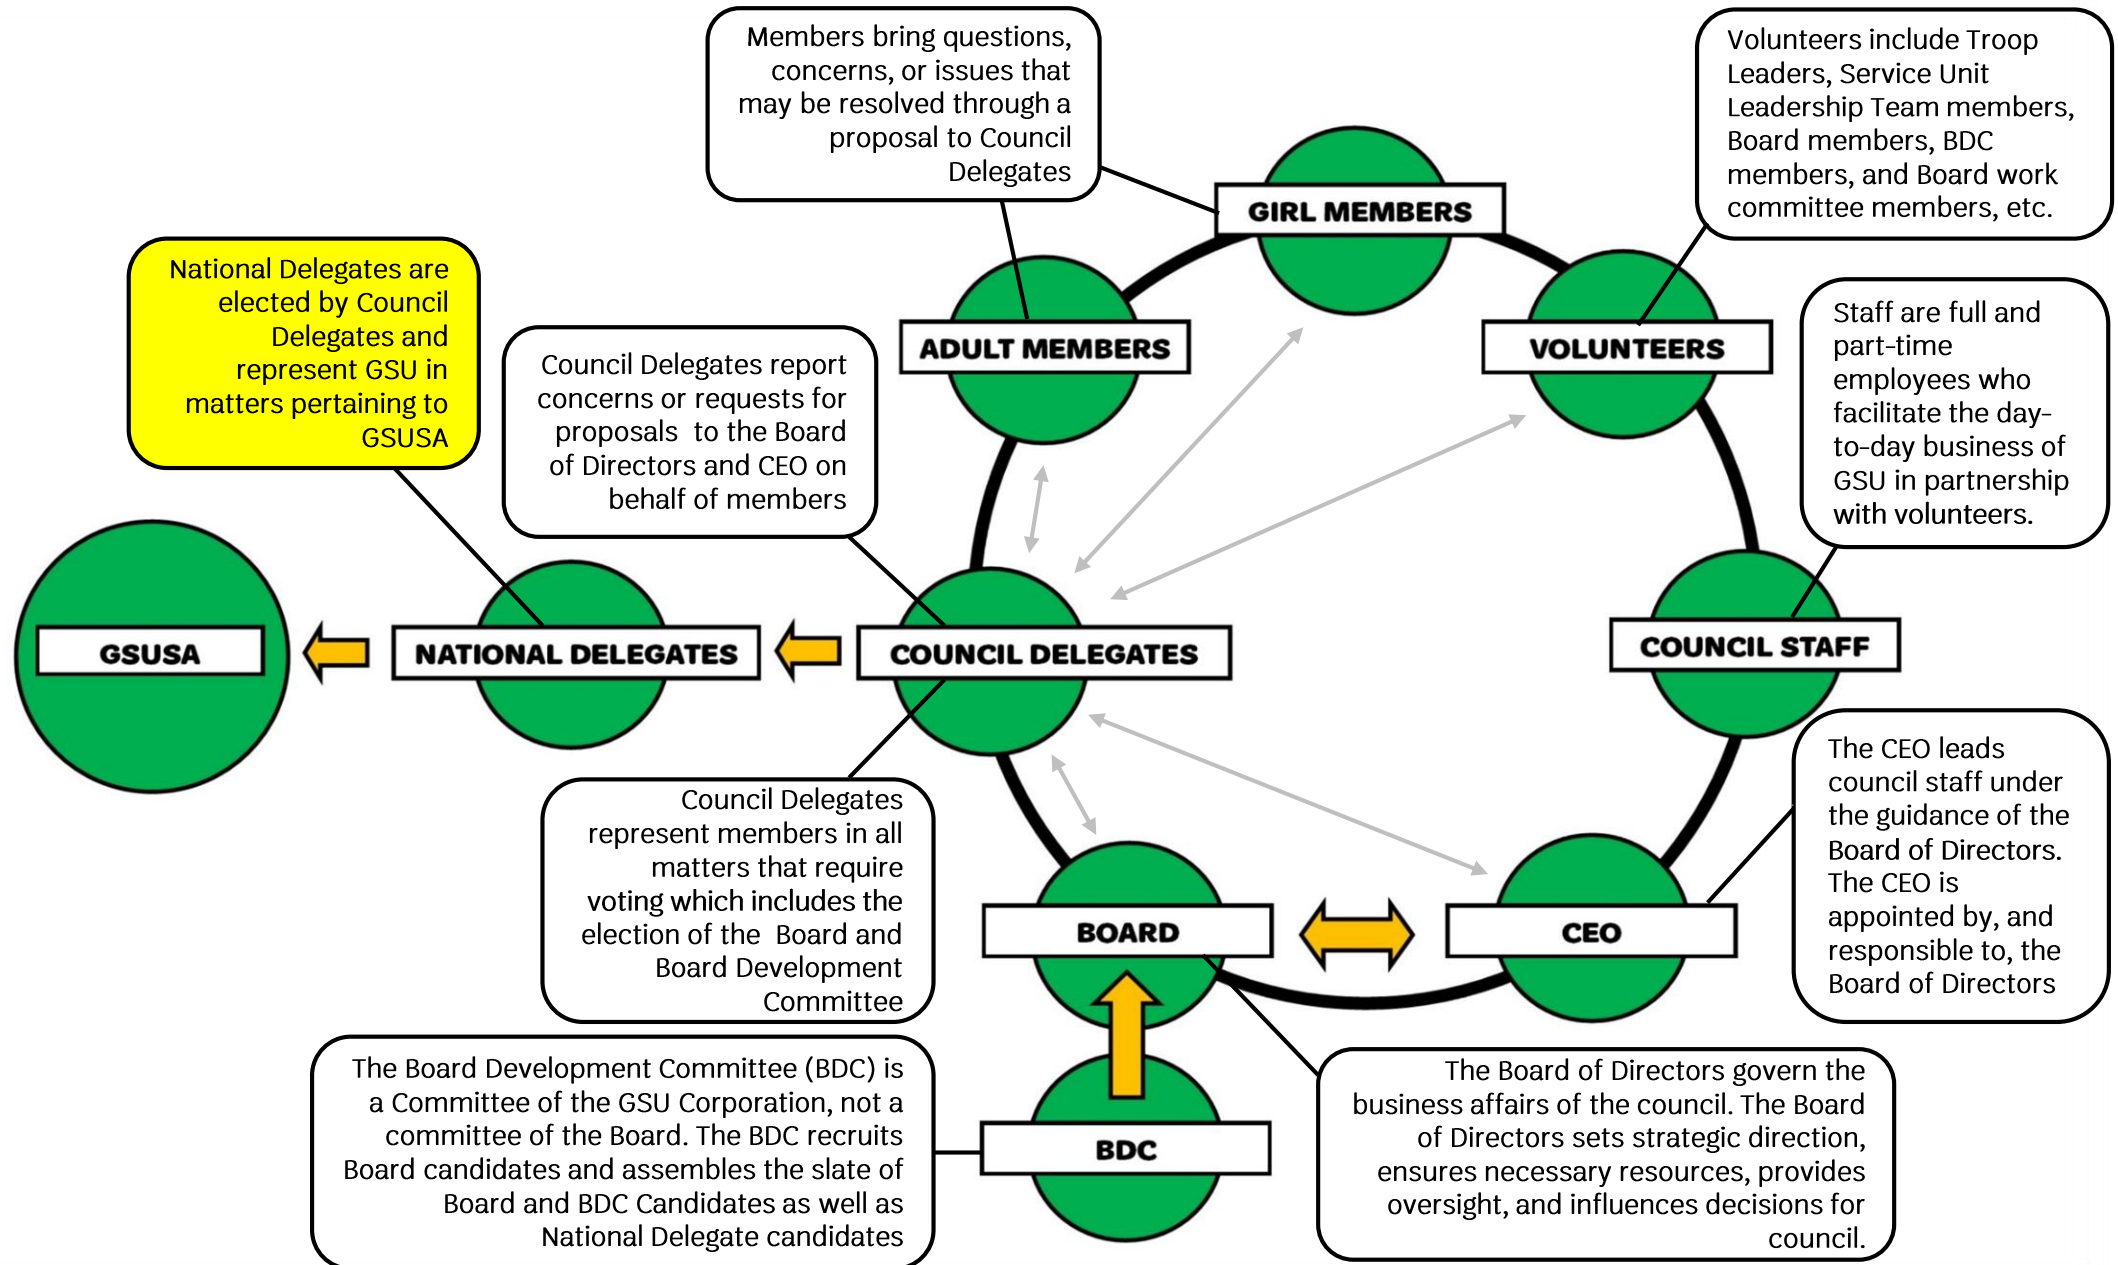 Members bring questions,
concerns, or issues that
may be resolved through a
proposal to Council
Delegates
Volunteers include Troop
Leaders, Service Unit
Leadership Team members,
Board members, BDC
members, and Board work
committee members, etc.
GIRL MEMBERS
National Delegates are
elected by Council
Delegates and
represent GSU in
matters pertaining to
GSUSA
Council Delegates report
concerns or requests for
proposals  to the Board
of Directors and CEO on
behalf of members
ADULT MEMBERS
VOLUNTEERS
Staff are full and
part-time
employees who
facilitate the day-
to-day business of
GSU in partnership
with volunteers.
GSUSA
NATIONAL DELEGATES
COUNCIL DELEGATES
COUNCIL STAFF
Council Delegates
represent members in all
matters that require
voting which includes the
election of the  Board and
Board Development
Committee
The CEO leads
council staff under
the guidance of the
Board of Directors.
The CEO is
appointed by, and
responsible to, the
Board of Directors
BOARD
CEO
The Board Development Committee (BDC) is
a Committee of the GSU Corporation, not a
committee of the Board. The BDC recruits
Board candidates and assembles the slate of
Board and BDC Candidates as well as
National Delegate candidates
BDC
The Board of Directors govern the
business affairs of the council. The Board
of Directors sets strategic direction,
ensures necessary resources, provides
oversight, and influences decisions for
council.